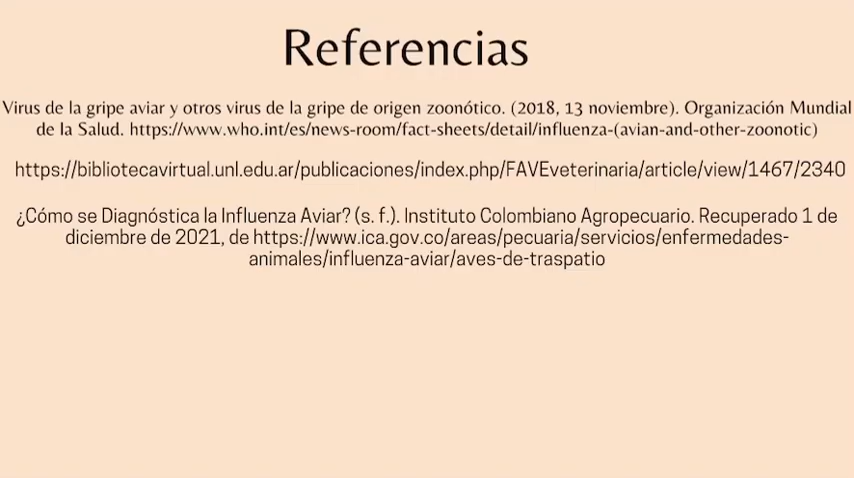 Referencias
Virus de la gripe aviar y otros virus de la gripe de origen zoonótico. (2018, 13 noviembre). Organización Mundial
de la Salud. https://www.who.int/es/news-room/fact-sheets/detail/influenza-(avian-and-other-zoonotic)
https://bibliotecavirtual.unl.edu.ar/publicaciones/index.php/FAVEveterinaria/article/view/1467/2340
¿Cómo se Diagnóstica la Influenza Aviar? (s. f.). Instituto Colombiano Agropecuario. Recuperado 1 de
diciembre de 2021, de https://www.ica.gov.co/areas/pecuaria/servicios/enfermedades-
animales/influenza-aviar/aves-de-traspatio